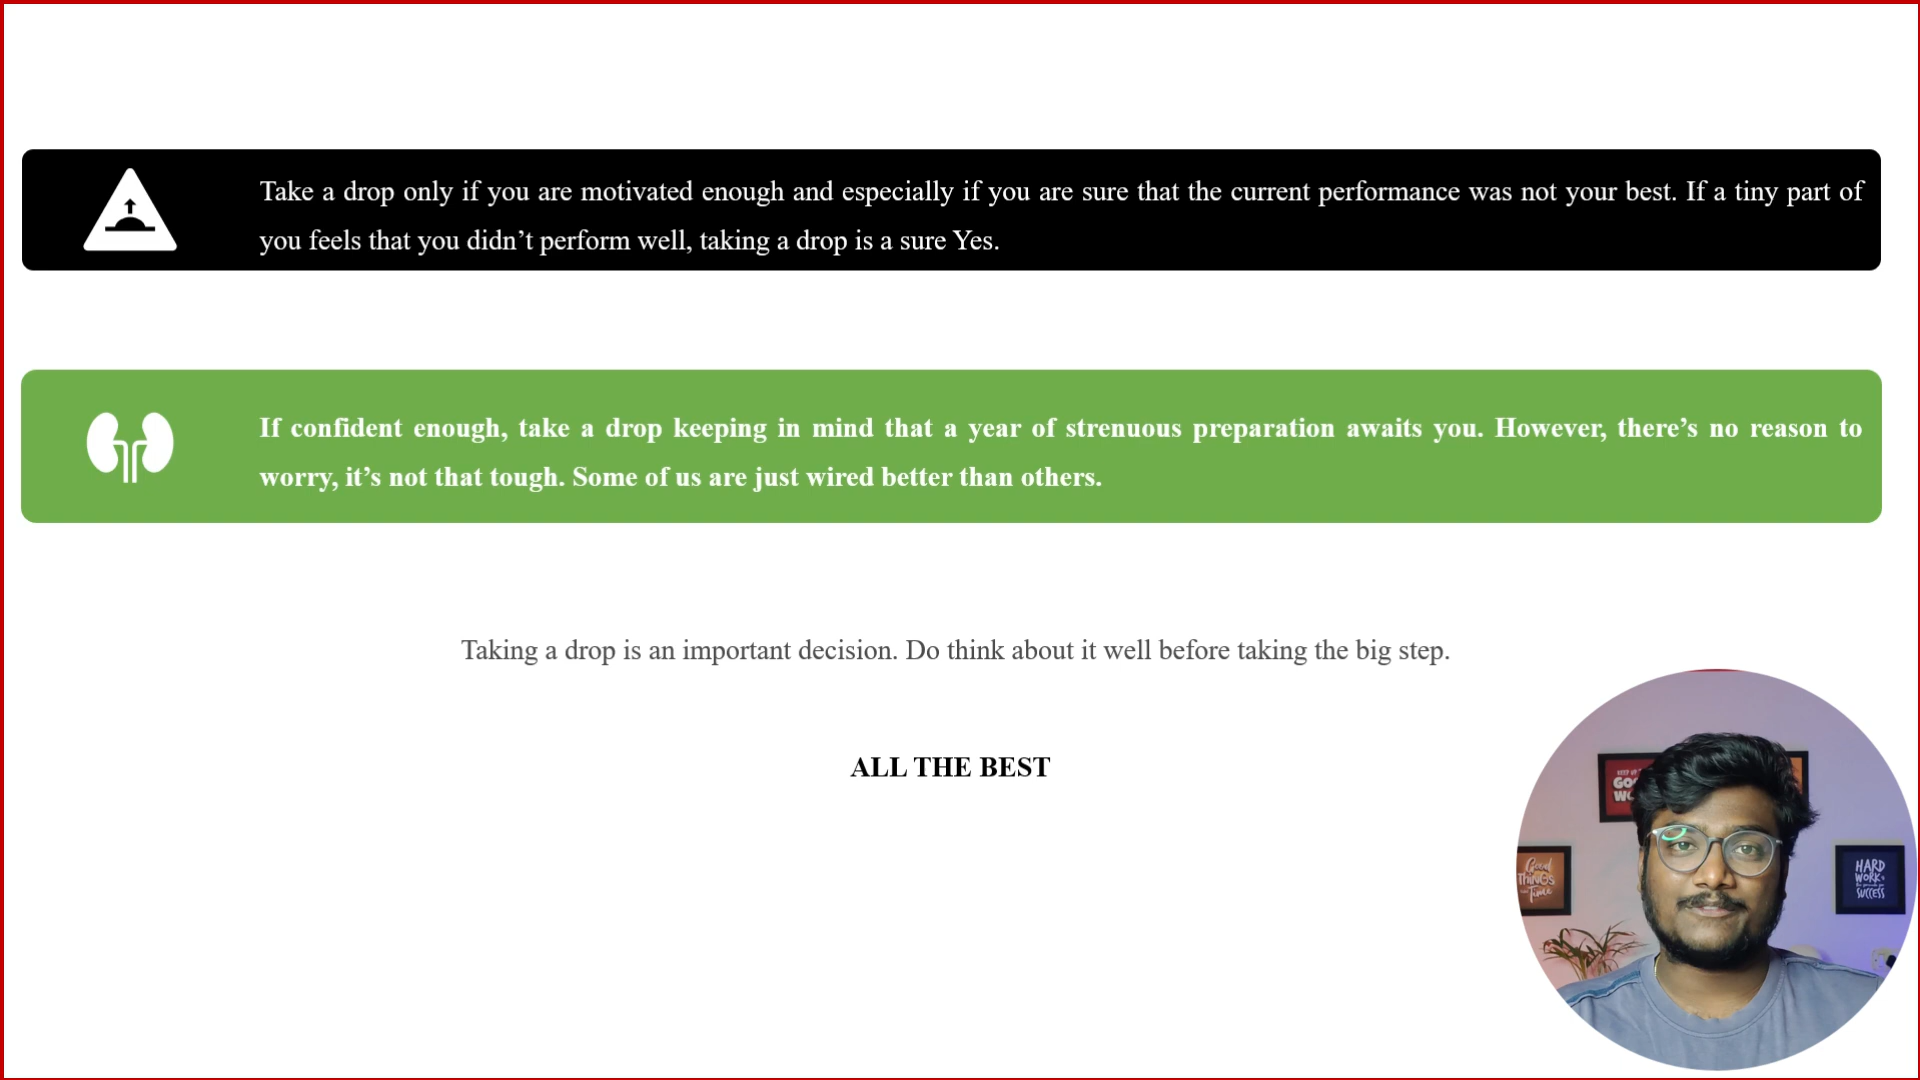 Take a drop only if you are motivated enough and especially if you are sure that the current performance was not your best. If a tiny part of
you feels that you didn’t perform well, taking a drop is a sure Yes.
If confident enough, take a drop keeping in mind that a year of strenuous preparation awaits you. However, there’s no reason to
worry, it’s not that tough. Some of us are just wired better than others.
Taking a drop is an important decision. Do think about it well before taking the big step.
ALL THE BEST
Good
THiNGS
Time
HARD
WORK
SUCCESS